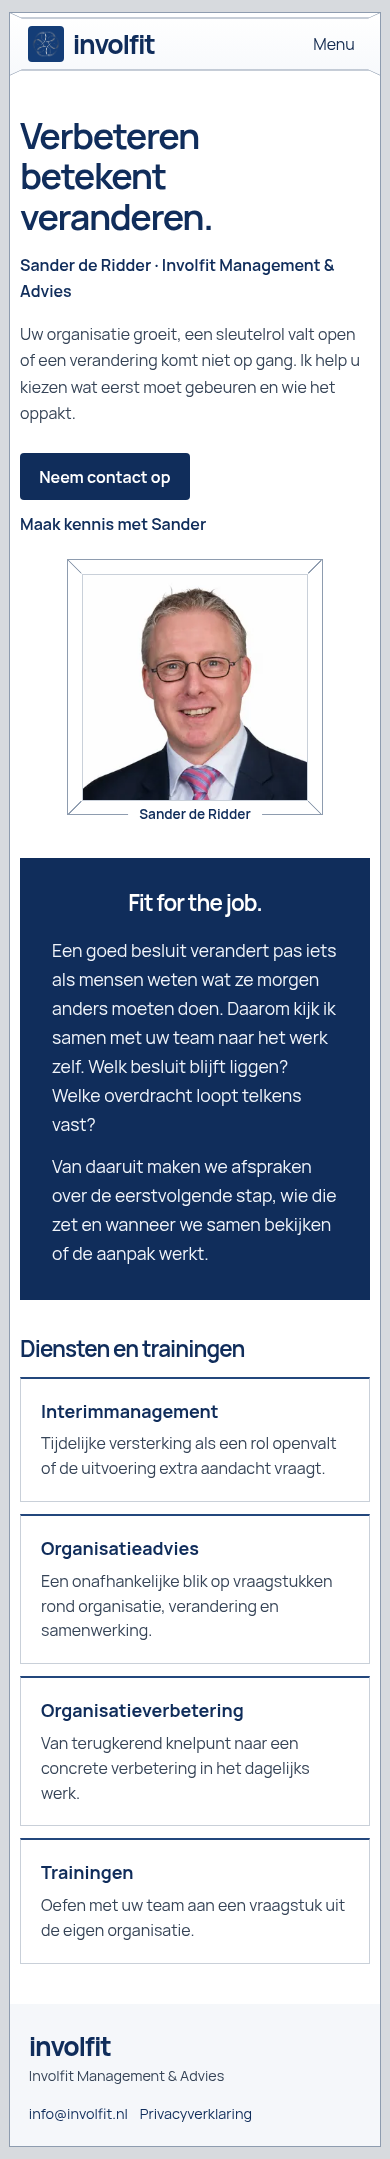 involfit
Menu
Verbeteren
betekent
veranderen.
Sander de Ridder · Involfit Management &
Advies
Uw organisatie groeit, een sleutelrol valt open
of een verandering komt niet op gang. Ik help u
kiezen wat eerst moet gebeuren en wie het
oppakt.
Neem contact op
Maak kennis met Sander
Sander de Ridder
Fit for the job.
Een goed besluit verandert pas iets
als mensen weten wat ze morgen
anders moeten doen. Daarom kijk ik
samen met uw team naar het werk
zelf. Welk besluit blijft liggen?
Welke overdracht loopt telkens
vast?
Van daaruit maken we afspraken
over de eerstvolgende stap, wie die
zet en wanneer we samen bekijken
of de aanpak werkt.
Diensten en trainingen
Interimmanagement
Tijdelijke versterking als een rol openvalt
of de uitvoering extra aandacht vraagt.
Organisatieadvies
Een onafhankelijke blik op vraagstukken
rond organisatie, verandering en
samenwerking.
Organisatieverbetering
Van terugkerend knelpunt naar een
concrete verbetering in het dagelijks
werk.
Trainingen
Oefen met uw team aan een vraagstuk uit
de eigen organisatie.
involfit
Involfit Management & Advies
info@involfit.nl Privacyverklaring